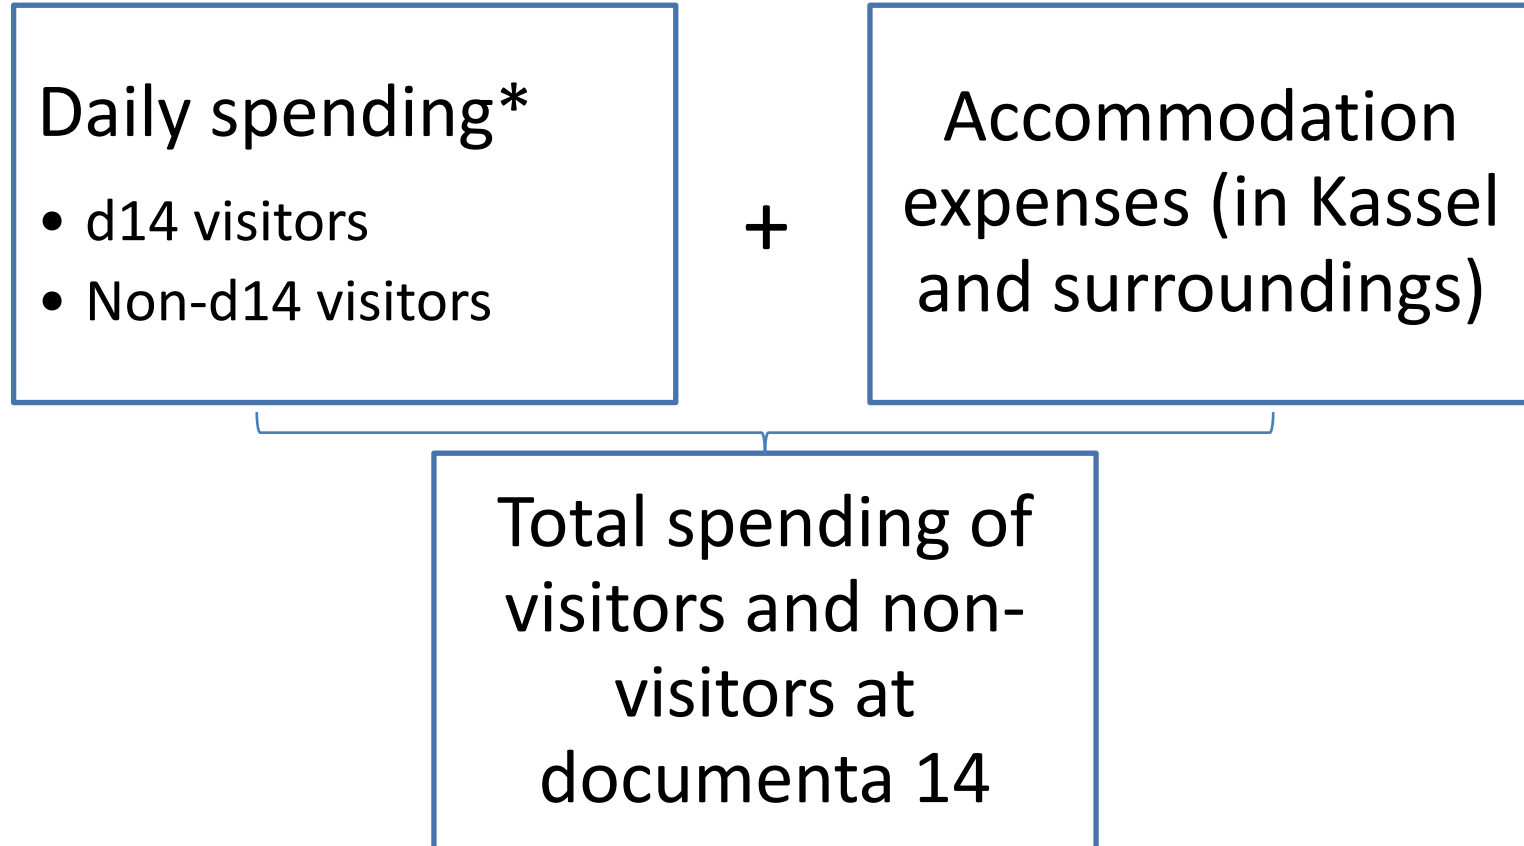 Daily spending*
• d14 visitors
• Non-d14 visitors
+
Accommodation
expenses (in Kassel
and surroundings)
Total spending of
visitors and non-
visitors at
documenta 14